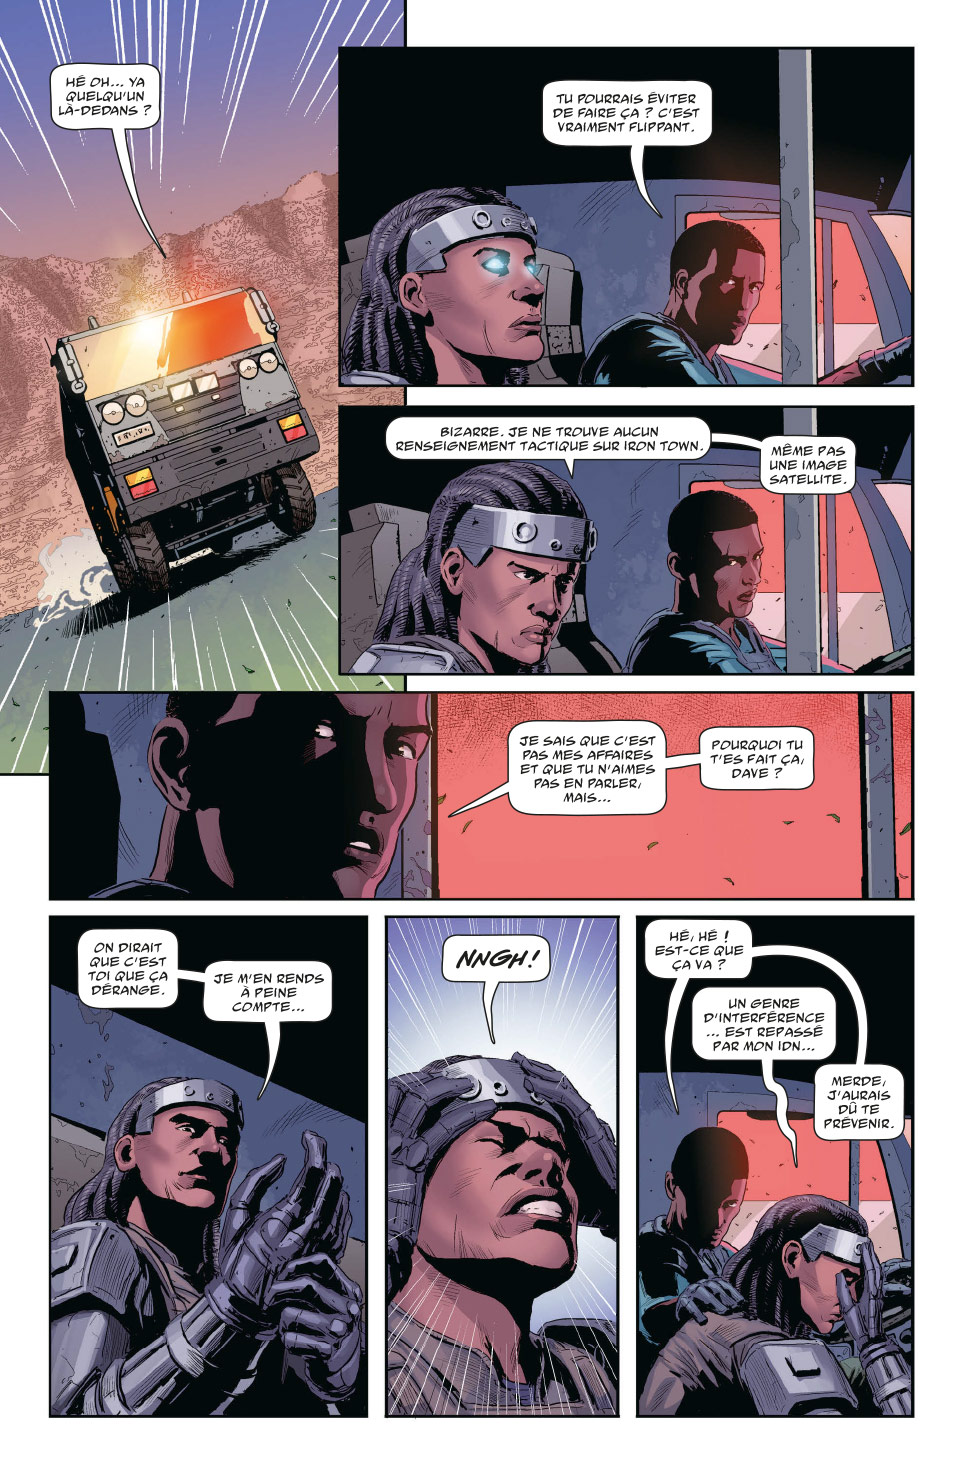 HÉ OH... YA
QUELQU'UN
LÀ-DEDANS ?
TU POURRAIS ÉVITER
DE FAIRE ÇA ? C'EST
VRAIMENT FLIPPANT.
BIZARRE. JE NE TROUVE AUCUN
RENSEIGNEMENT TACTIQUE SUR IRON TOWN.
MÊME PAS
UNE IMAGE
SATELLITE.
JE SAIS QUE C'EST
PAS MES AFFAIRES
ET QUE TU N'AIMES
PAS EN PARLER,
MAIS...
POURQUOI TU
T'ES FAIT ÇA,
DAVE ?
ON DIRAIT
QUE C'EST
TOI QUE ÇA
DÉRANGE.
JE M'EN RENDS
À PEINE
COMPTE...
NNGH !
HÉ, HÉ !
EST-CE QUE
ÇA VA ?
UN GENRE
D'INTERFÉRENCE
... EST REPASSÉ
PAR MON IDN...
MERDE,
J'AURAIS
DÛ TE
PRÉVENIR.